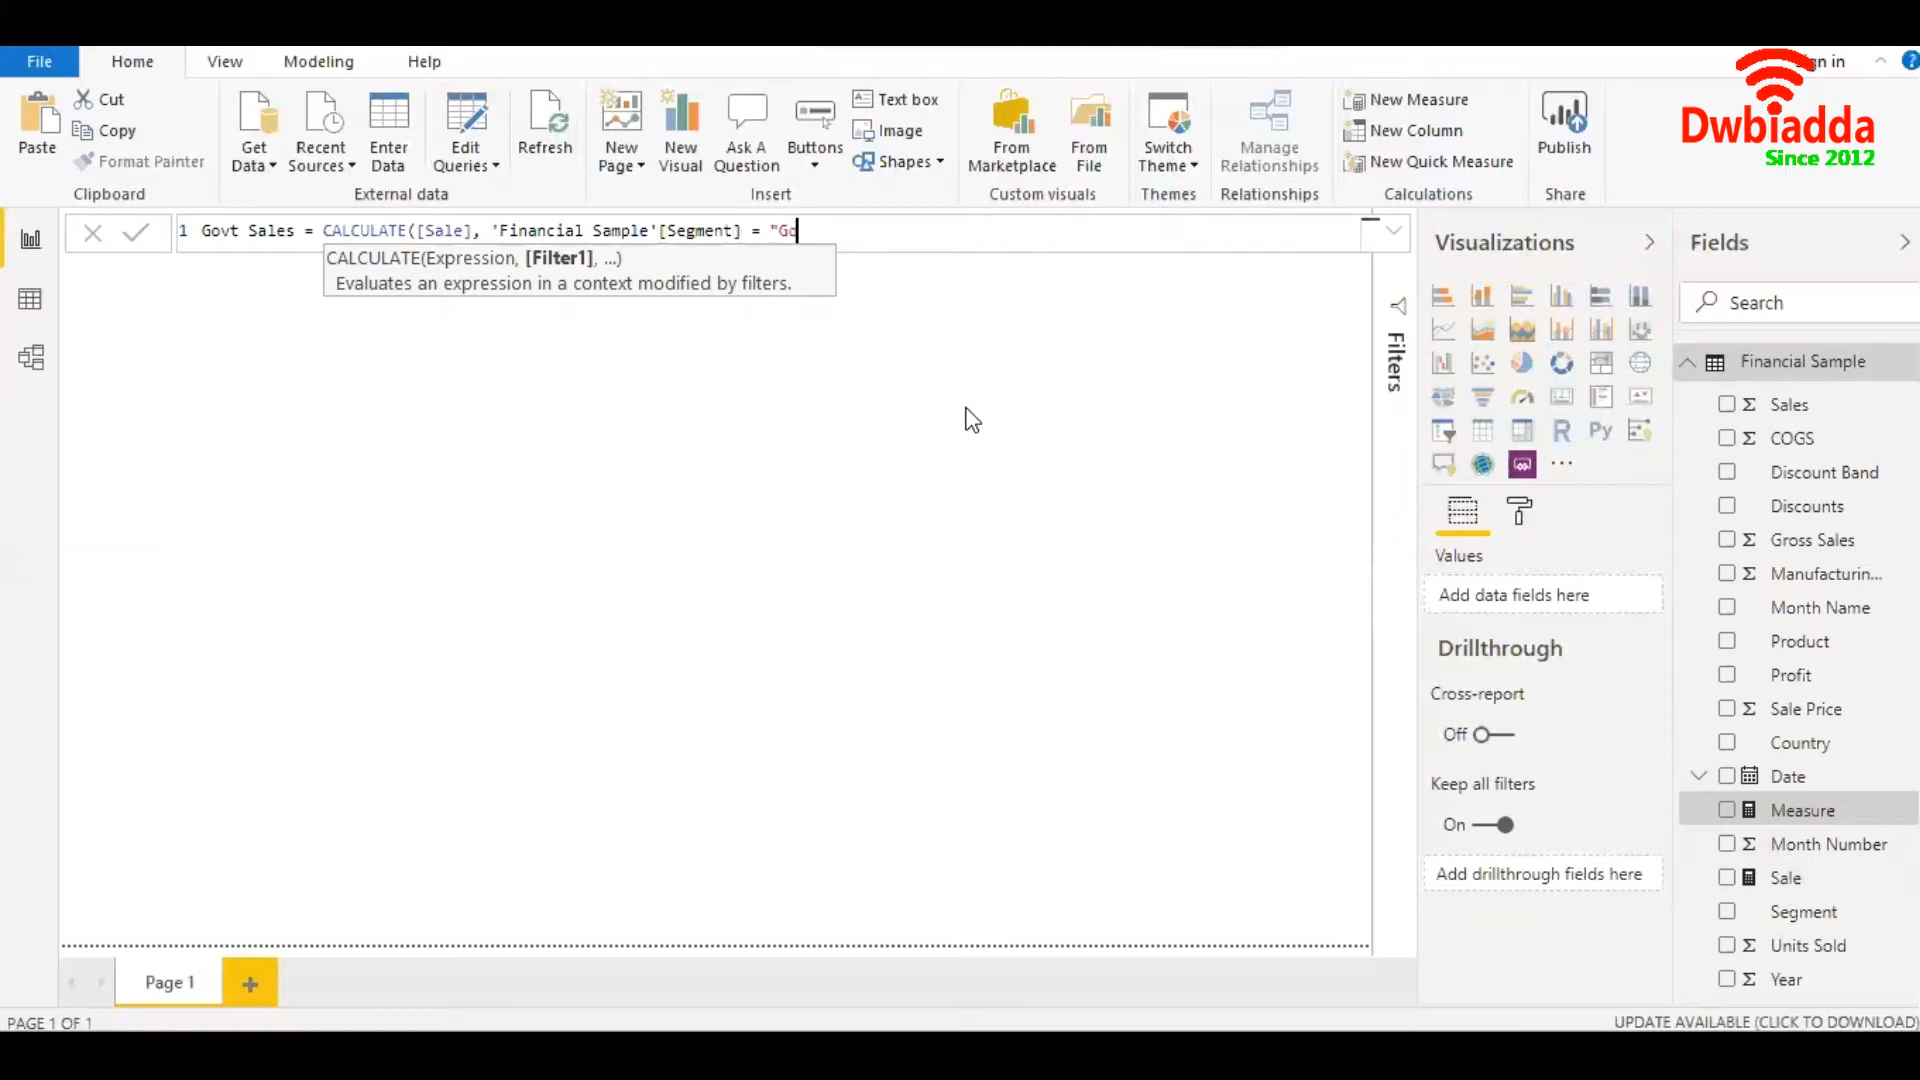 File
Home
View
Modeling
Help
gn in
Dwbiadda
Since 2012
Paste
Cut
Copy
Format Painter
Clipboard
Get Data
Recent Sources
Enter Data
Edit Queries
Refresh
External data
New Page
New Visual
Ask A Question
Buttons
Text box
Image
Shapes
Insert
From Marketplace
From File
Custom visuals
Switch Theme
Themes
Manage Relationships
Relationships
New Measure
New Column
New Quick Measure
Calculations
Publish
Share
1 Govt Sales = CALCULATE([Sale], 'Financial Sample'[Segment] = "Go
CALCULATE(Expression, [Filter1], ...)
Evaluates an expression in a context modified by filters.
Filters
Visualizations
R
Py
Values
Add data fields here
Drillthrough
Cross-report
Off
Keep all filters
On
Add drillthrough fields here
Fields
Search
Financial Sample
Sales
COGS
Discount Band
Discounts
Gross Sales
Manufacturin...
Month Name
Product
Profit
Sale Price
Country
Date
Measure
Month Number
Sale
Segment
Units Sold
Year
Page 1
PAGE 1 OF 1
UPDATE AVAILABLE (CLICK TO DOWNLOAD)